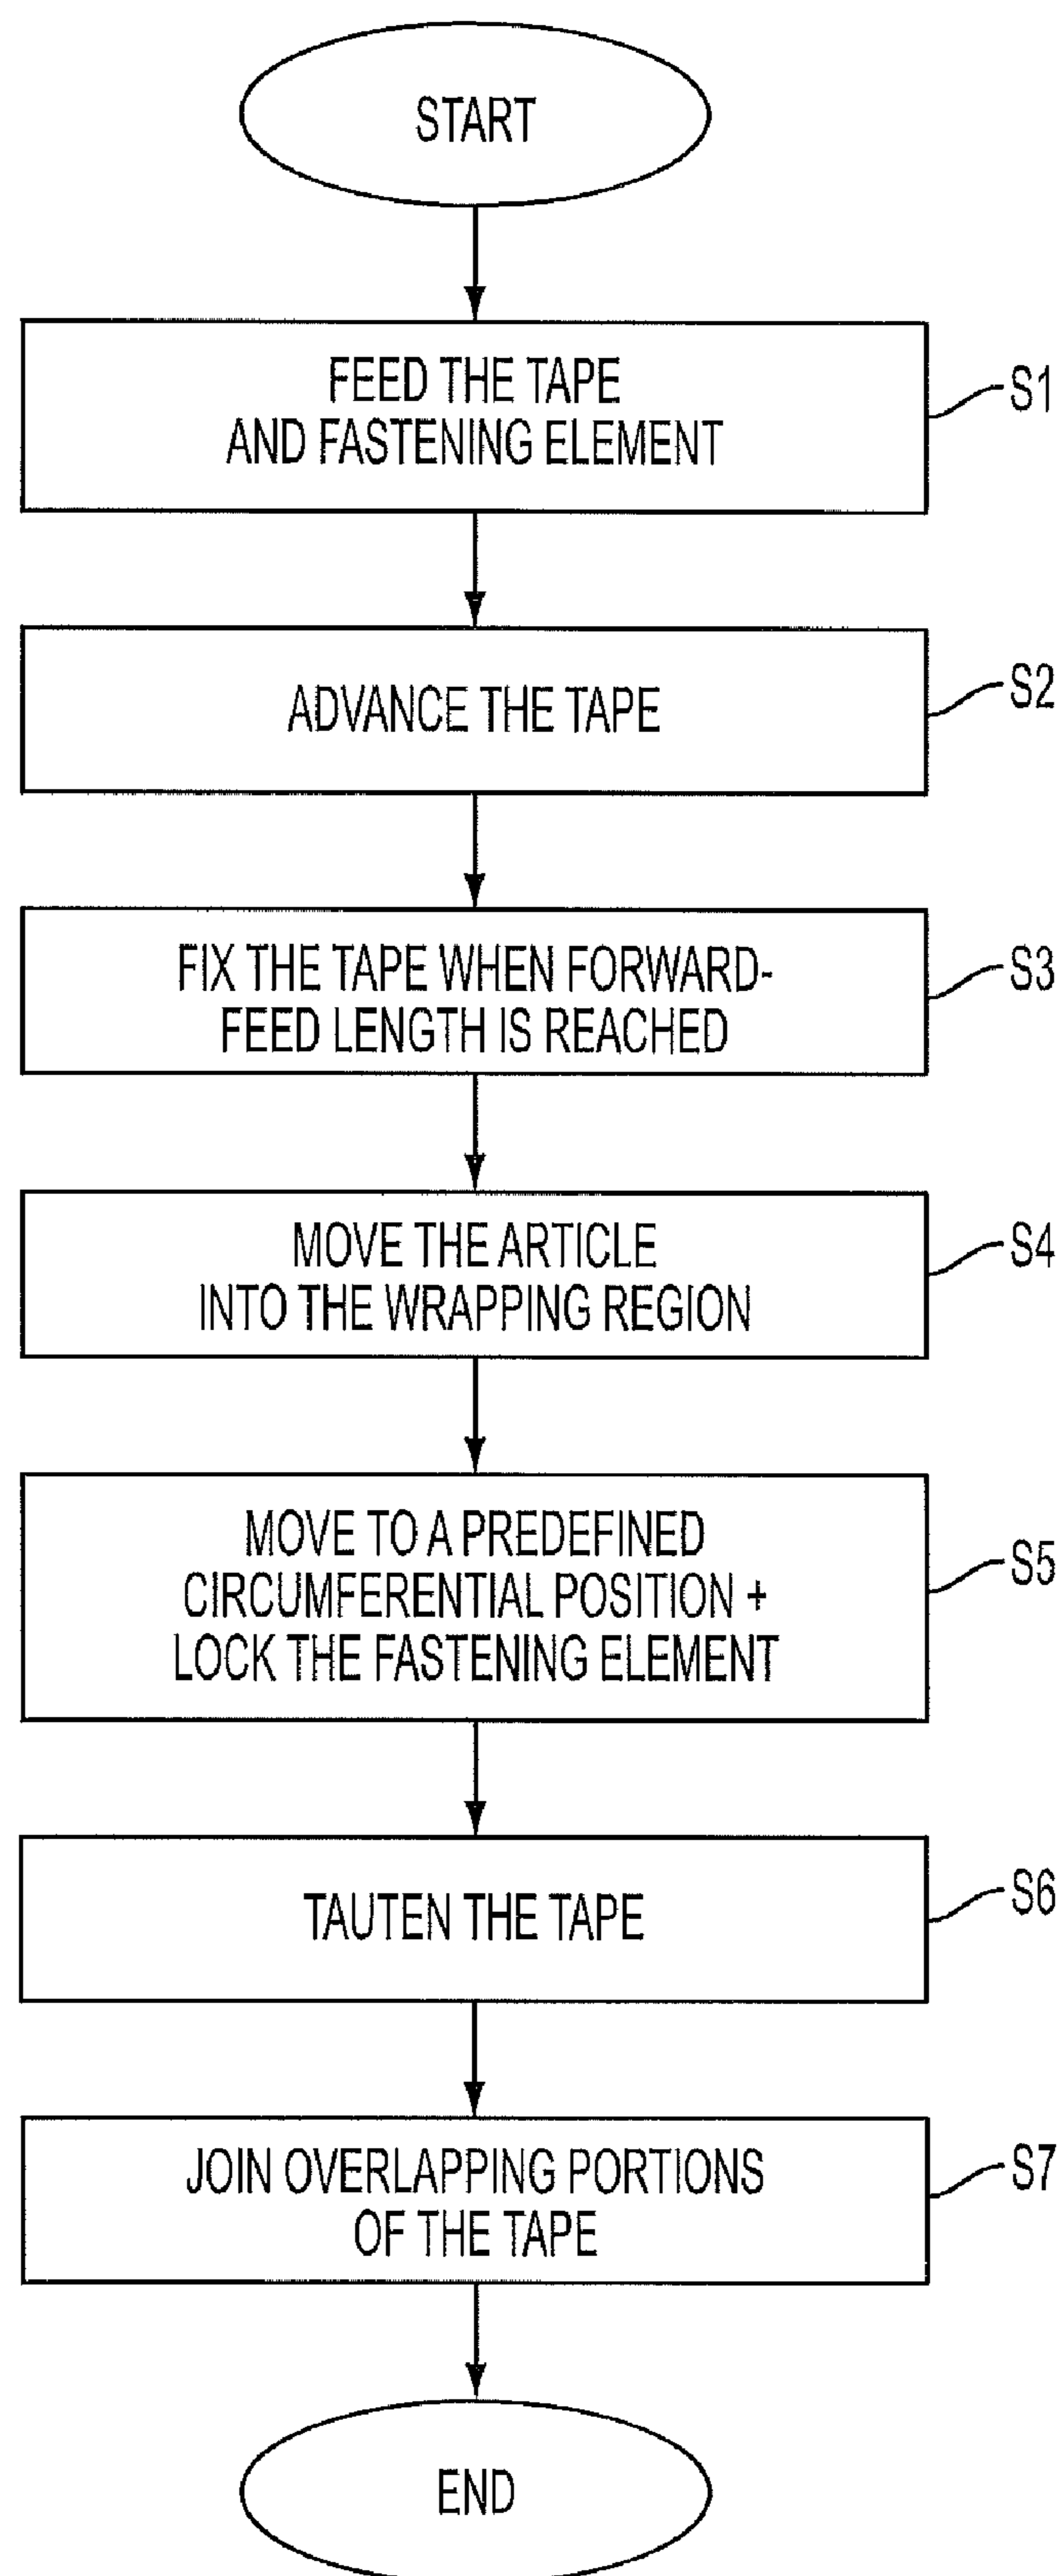 START
FEED THE TAPE
AND FASTENING ELEMENT
S1
ADVANCE THE TAPE
S2
FIX THE TAPE WHEN FORWARD-
FEED LENGTH IS REACHED
S3
MOVE THE ARTICLE
INTO THE WRAPPING REGION
S4
MOVE TO A PREDEFINED
CIRCUMFERENTIAL POSITION +
LOCK THE FASTENING ELEMENT
S5
TAUTEN THE TAPE
S6
JOIN OVERLAPPING PORTIONS
OF THE TAPE
S7
END